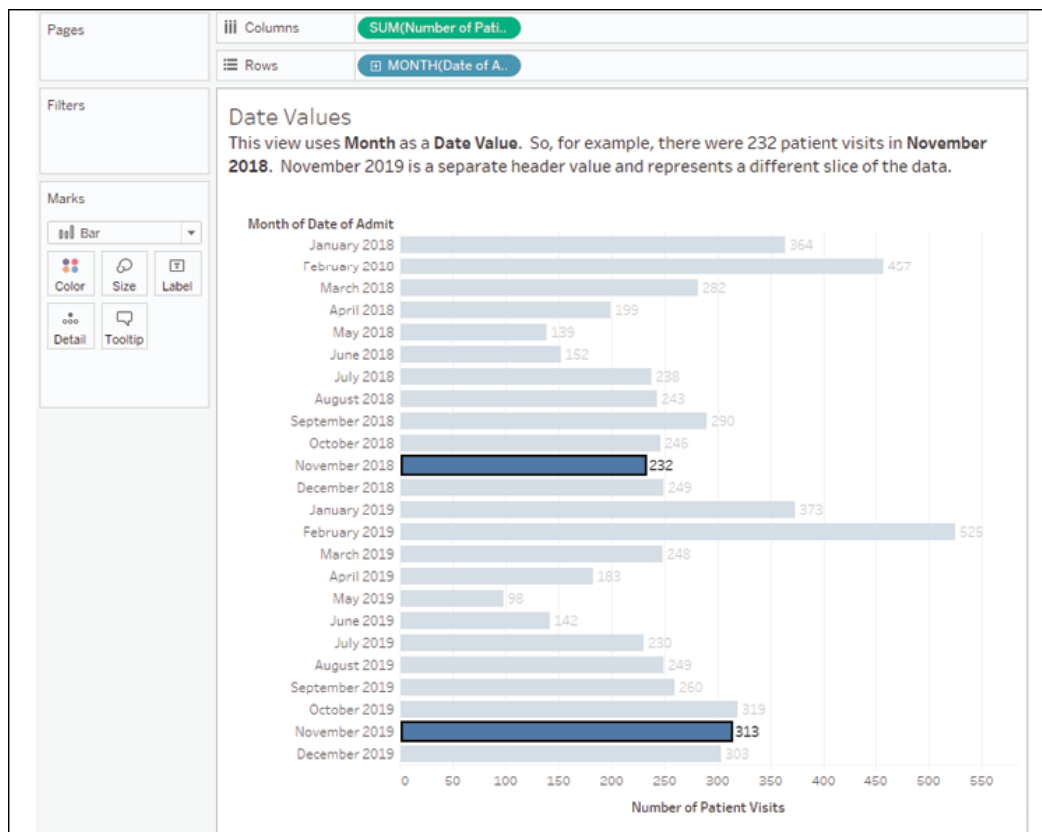 Pages
Columns
SUM(Number of Pati..
Rows
MONTH(Date of A..
Filters
Date Values
This view uses Month as a Date Value. So, for example, there were 232 patient visits in November
2018. November 2019 is a separate header value and represents a different slice of the data.
Marks
Bar
Color
Size
Label
Detail
Tooltip
Month of Date of Admit
January 2018 364
February 2018 457
March 2018 282
April 2018 199
May 2018 139
June 2018 152
July 2018 238
August 2018 243
September 2018 290
October 2018 246
November 2018 232
December 2018 249
January 2019 373
February 2019 525
March 2019 248
April 2019 183
May 2019 98
June 2019 142
July 2019 230
August 2019 249
September 2019 260
October 2019 319
November 2019 313
December 2019 303
0 50 100 150 200 250 300 350 400 450 500 550
Number of Patient Visits